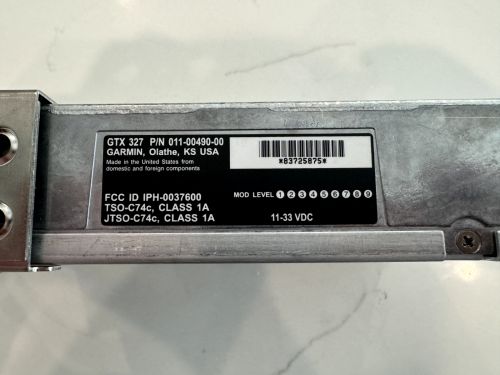 GTX 327 P/N 011-00490-00
GARMIN, Olathe, KS USA
Made in the United States from
domestic and foreign components
*83725875*
FCC ID IPH-0037600
TSO-C74c, CLASS 1A
JTSO-C74c, CLASS 1A
MOD LEVEL 1 2 3 4 5 6 7 8 9
11-33 VDC